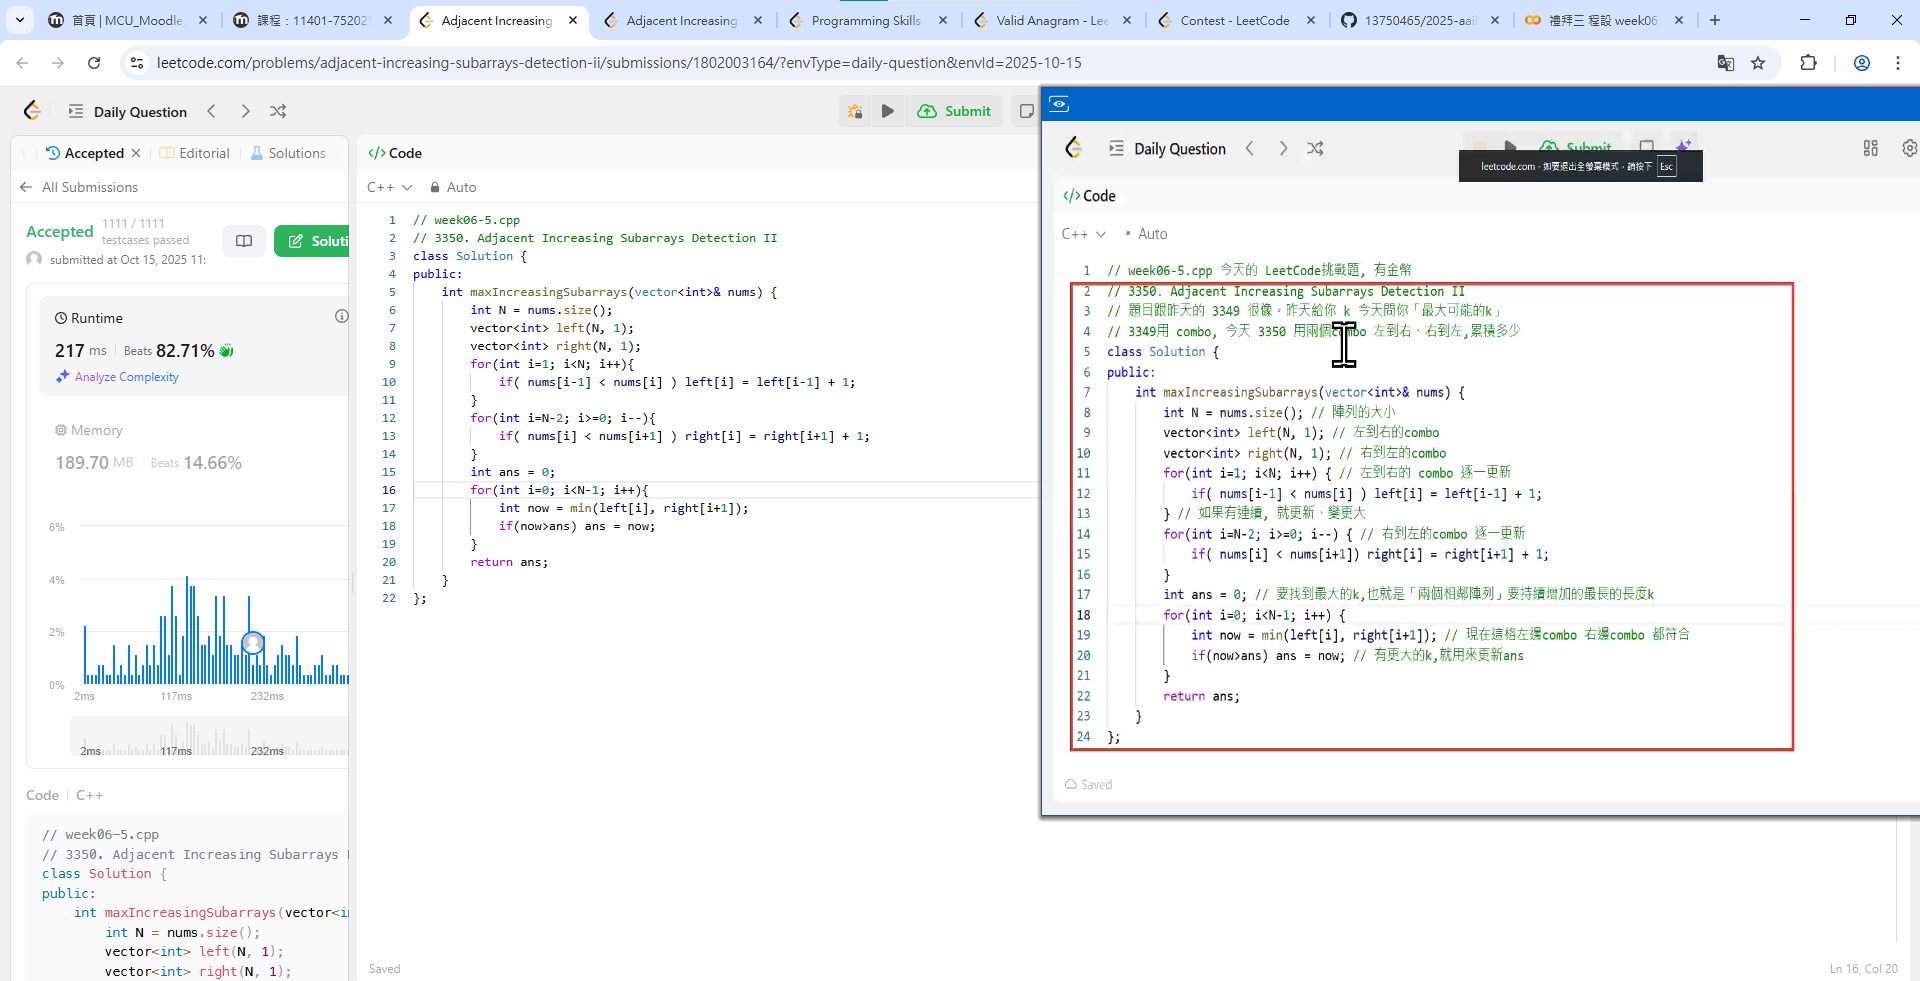 首頁 | MCU_Moodle
課程：11401-7520
Adjacent Increasing
Adjacent Increasing
Programming Skills
Valid Anagram - Lee
Contest - LeetCode
13750465/2025-aai
禮拜三 程設 week06
leetcode.com/problems/adjacent-increasing-subarrays-detection-ii/submissions/1802003164/?envType=daily-question&envId=2025-10-15
Daily Question
Submit
Accepted
Editorial
Solutions
All Submissions
Accepted
1111 / 1111
testcases passed
Soluti
submitted at Oct 15, 2025 11:
Runtime
217 ms | Beats 82.71%
Analyze Complexity
Memory
189.70 MB | Beats 14.66%
6%
4%
2%
0%
2ms 117ms 232ms
2ms 117ms 232ms
Code | C++
// week06-5.cpp
// 3350. Adjacent Increasing Subarrays
class Solution {
public:
int maxIncreasingSubarrays(vector<i
int N = nums.size();
vector<int> left(N, 1);
vector<int> right(N, 1);
</> Code
C++
Auto
1 // week06-5.cpp
2 // 3350. Adjacent Increasing Subarrays Detection II
3 class Solution {
4 public:
5 int maxIncreasingSubarrays(vector<int>& nums) {
6 int N = nums.size();
7 vector<int> left(N, 1);
8 vector<int> right(N, 1);
9 for(int i=1; i<N; i++){
10 if( nums[i-1] < nums[i] ) left[i] = left[i-1] + 1;
11 }
12 for(int i=N-2; i>=0; i--){
13 if( nums[i] < nums[i+1] ) right[i] = right[i+1] + 1;
14 }
15 int ans = 0;
16 for(int i=0; i<N-1; i++){
17 int now = min(left[i], right[i+1]);
18 if(now>ans) ans = now;
19 }
20 return ans;
21 }
22 };
Saved
Ln 16, Col 20
Daily Question
Submit
leetcode.com - 如要退出全螢幕模式，請按下 Esc
</> Code
C++
Auto
1 // week06-5.cpp 今天的 LeetCode挑戰題, 有金幣
2 // 3350. Adjacent Increasing Subarrays Detection II
3 // 題目跟昨天的 3349 很像。昨天給你 k 今天問你「最大可能的k」
4 // 3349用 combo, 今天 3350 用兩個combo 左到右、右到左,累積多少
5 class Solution {
6 public:
7 int maxIncreasingSubarrays(vector<int>& nums) {
8 int N = nums.size(); // 陣列的大小
9 vector<int> left(N, 1); // 左到右的combo
10 vector<int> right(N, 1); // 右到左的combo
11 for(int i=1; i<N; i++) { // 左到右的 combo 逐一更新
12 if( nums[i-1] < nums[i] ) left[i] = left[i-1] + 1;
13 } // 如果有連續, 就更新、變更大
14 for(int i=N-2; i>=0; i--) { // 右到左的combo 逐一更新
15 if( nums[i] < nums[i+1]) right[i] = right[i+1] + 1;
16 }
17 int ans = 0; // 要找到最大的k,也就是「兩個相鄰陣列」要持續增加的最長的長度k
18 for(int i=0; i<N-1; i++) {
19 int now = min(left[i], right[i+1]); // 現在這格左邊combo 右邊combo 都符合
20 if(now>ans) ans = now; // 有更大的k,就用來更新ans
21 }
22 return ans;
23 }
24 };
Saved